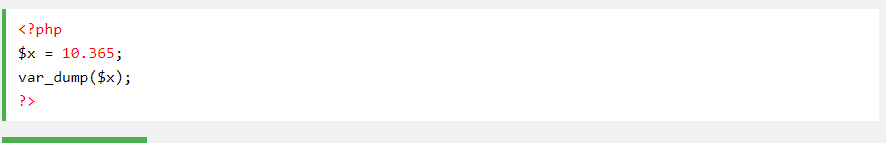 <?php
$x = 10.365;
var_dump($x);
?>